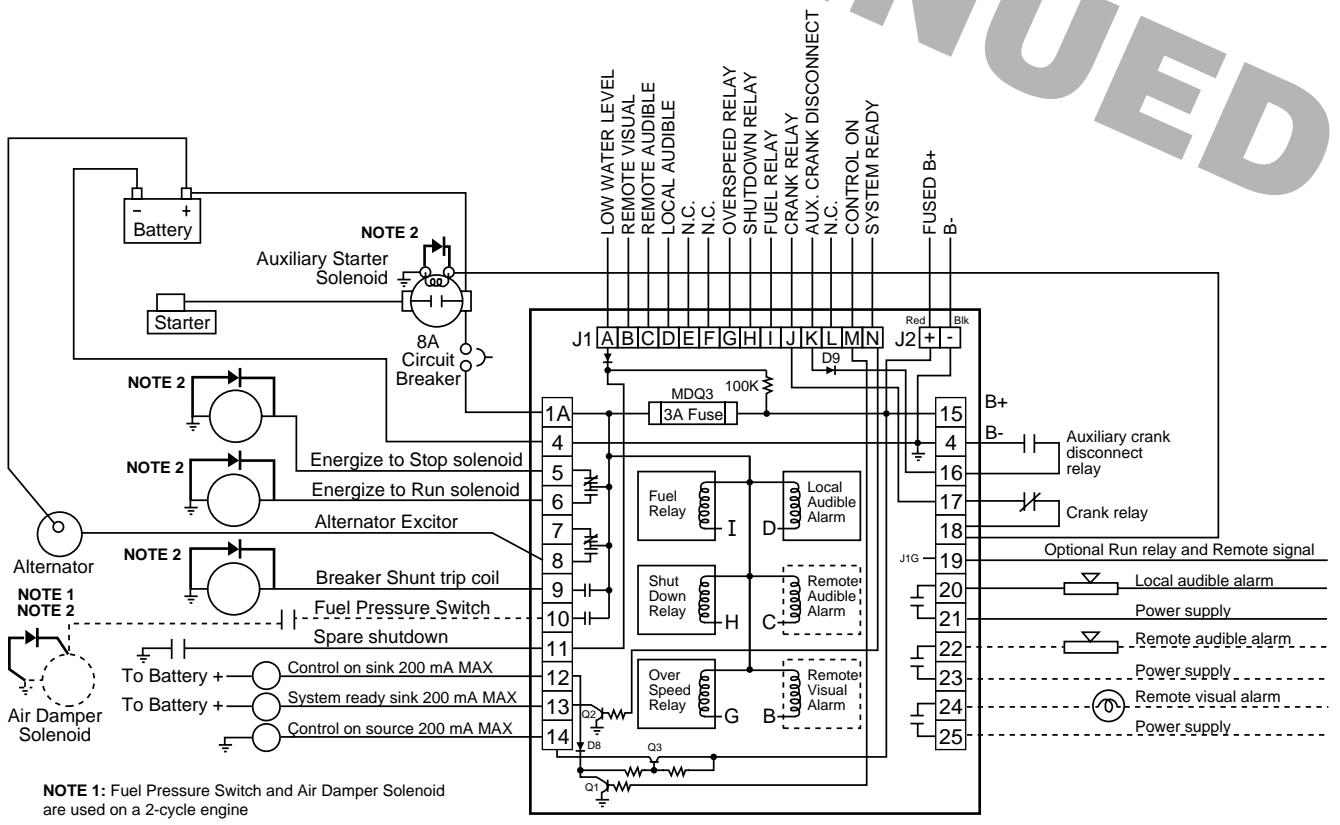 NUED
LOW WATER LEVEL
REMOTE VISUAL
REMOTE AUDIBLE
LOCAL AUDIBLE
N.C.
N.C.
OVERSPEED RELAY
SHUTDOWN RELAY
FUEL RELAY
CRANK RELAY
AUX. CRANK DISCONNECT
N.C.
CONTROL ON
SYSTEM READY
FUSED B+
B-
− +
Battery
NOTE 2
Auxiliary Starter
Solenoid
Starter
8A
Circuit
Breaker
J1 A B C D E F G H I J K L M N
Red Blk
J2 + -
D9
100K
MDQ3
3A Fuse
NOTE 2
NOTE 2
NOTE 2
1A
4
5
6
7
8
9
10
11
12
13
14
Energize to Stop solenoid
Energize to Run solenoid
Alternator Excitor
Breaker Shunt trip coil
Fuel Pressure Switch
Spare shutdown
To Battery + Control on sink 200 mA MAX
To Battery + System ready sink 200 mA MAX
Control on source 200 mA MAX
Alternator
NOTE 1
NOTE 2
Air Damper
Solenoid
Fuel
Relay
I
Local
Audible
Alarm
D
Shut
Down
Relay
H
Remote
Audible
Alarm
C
Over
Speed
Relay
G
Remote
Visual
Alarm
B
Q2
D8
Q3
Q1
15
4
16
17
18
19
20
21
22
23
24
25
B+
B-
Auxiliary crank
disconnect
relay
Crank relay
J1G
Optional Run relay and Remote signal
Local audible alarm
Power supply
Remote audible alarm
Power supply
Remote visual alarm
Power supply
NOTE 1: Fuel Pressure Switch and Air Damper Solenoid
are used on a 2-cycle engine